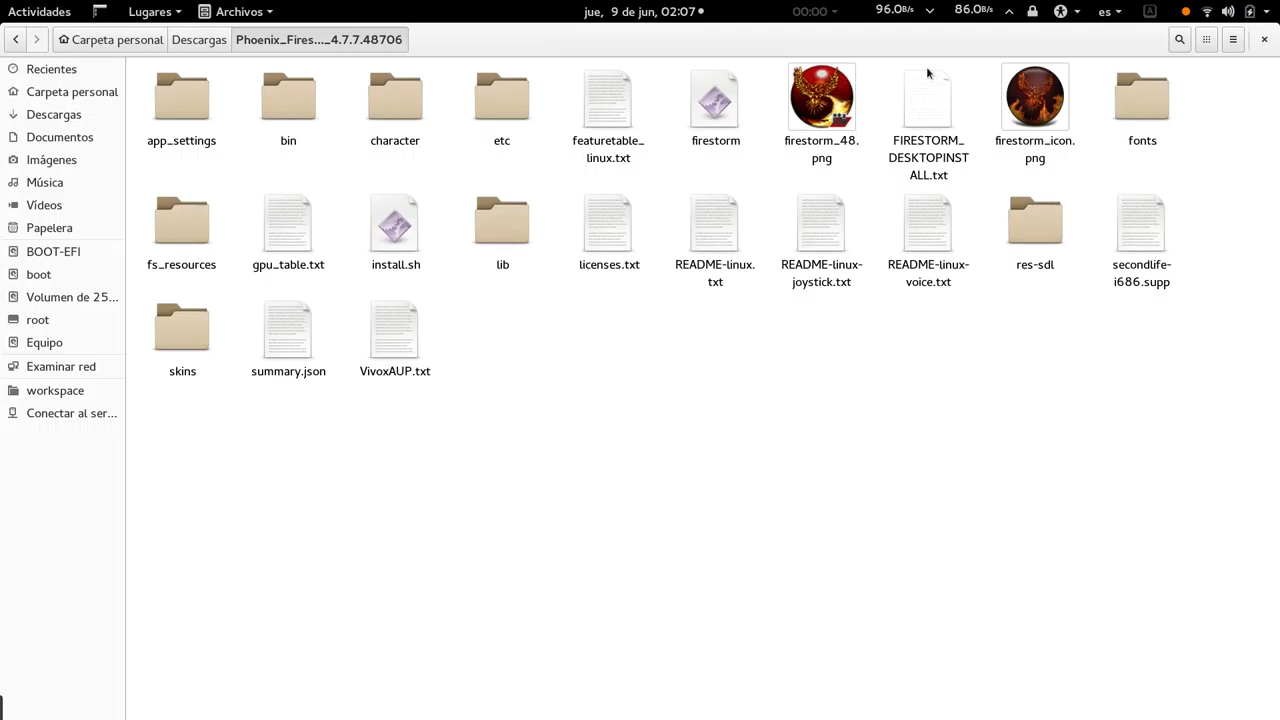 Actividades
Lugares
Archivos
jue, 9 de jun, 02:07
00:00
96.0B/s
86.0B/s
es
A
Carpeta personal
Descargas
Phoenix_Fires..._4.7.7.48706
Recientes
Carpeta personal
Descargas
Documentos
Imágenes
Música
Vídeos
Papelera
BOOT-EFI
boot
Volumen de 25...
root
Equipo
Examinar red
workspace
Conectar al ser...
app_settings
bin
character
etc
featuretable_
linux.txt
firestorm
firestorm_48.
png
FIRESTORM_
DESKTOPINST
ALL.txt
firestorm_icon.
png
fonts
fs_resources
gpu_table.txt
install.sh
lib
licenses.txt
README-linux.
txt
README-linux-
joystick.txt
README-linux-
voice.txt
res-sdl
secondlife-
i686.supp
skins
summary.json
VivoxAUP.txt